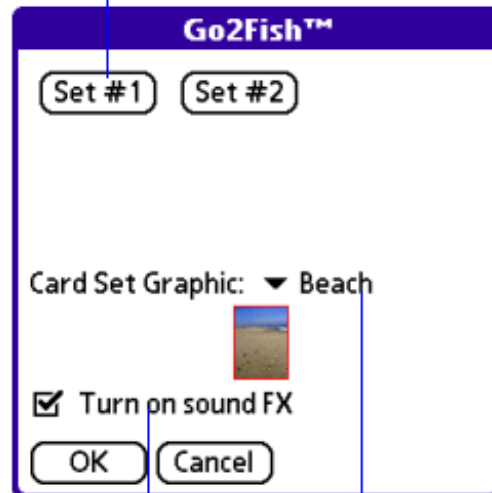 Go2Fish™
Set #1 Set #2
Card Set Graphic: Beach
Turn on sound FX
OK Cancel